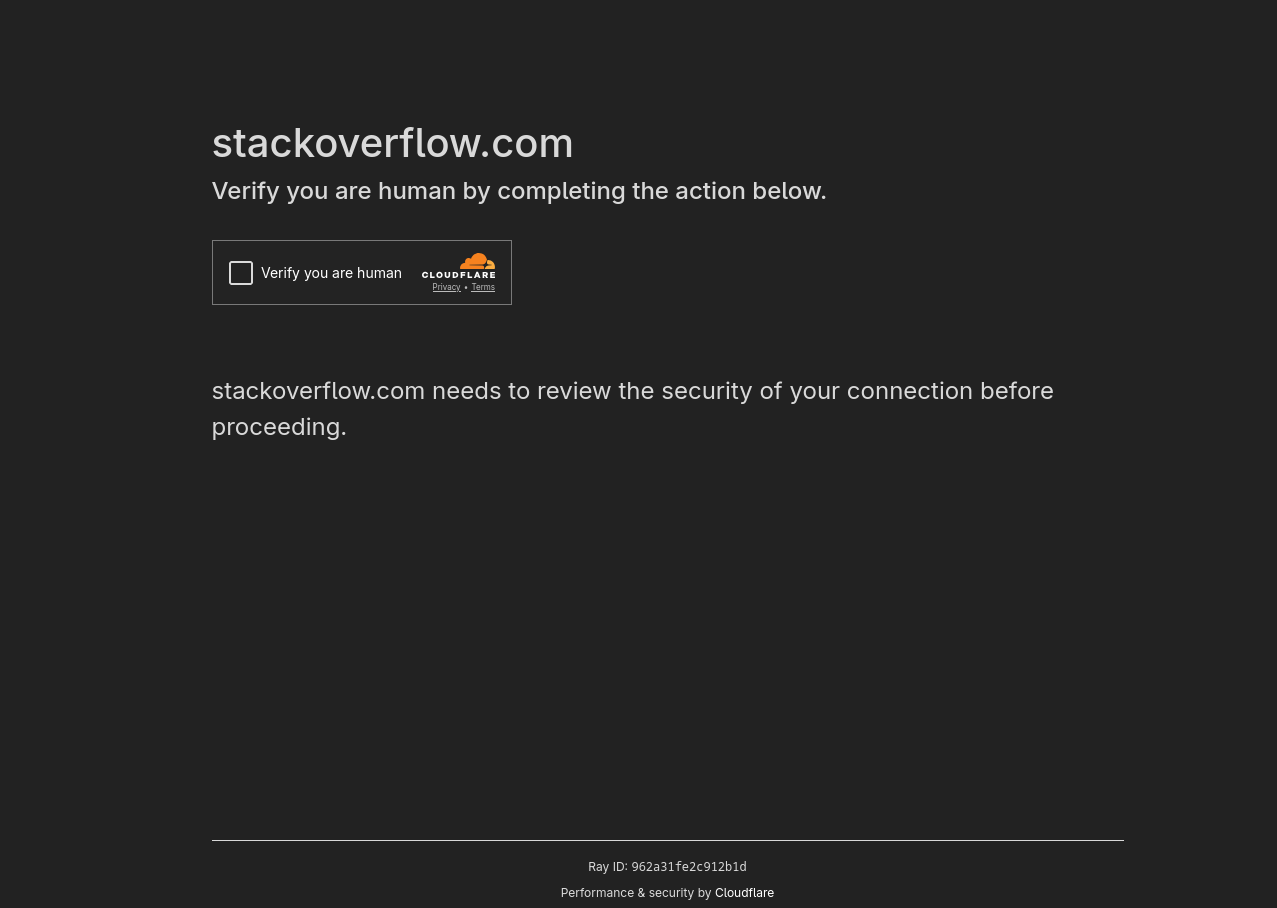 stackoverflow.com
Verify you are human by completing the action below.
Verify you are human
CLOUDFLARE
Privacy • Terms
stackoverflow.com needs to review the security of your connection before
proceeding.
Ray ID: 962a31fe2c912b1d
Performance & security by Cloudflare